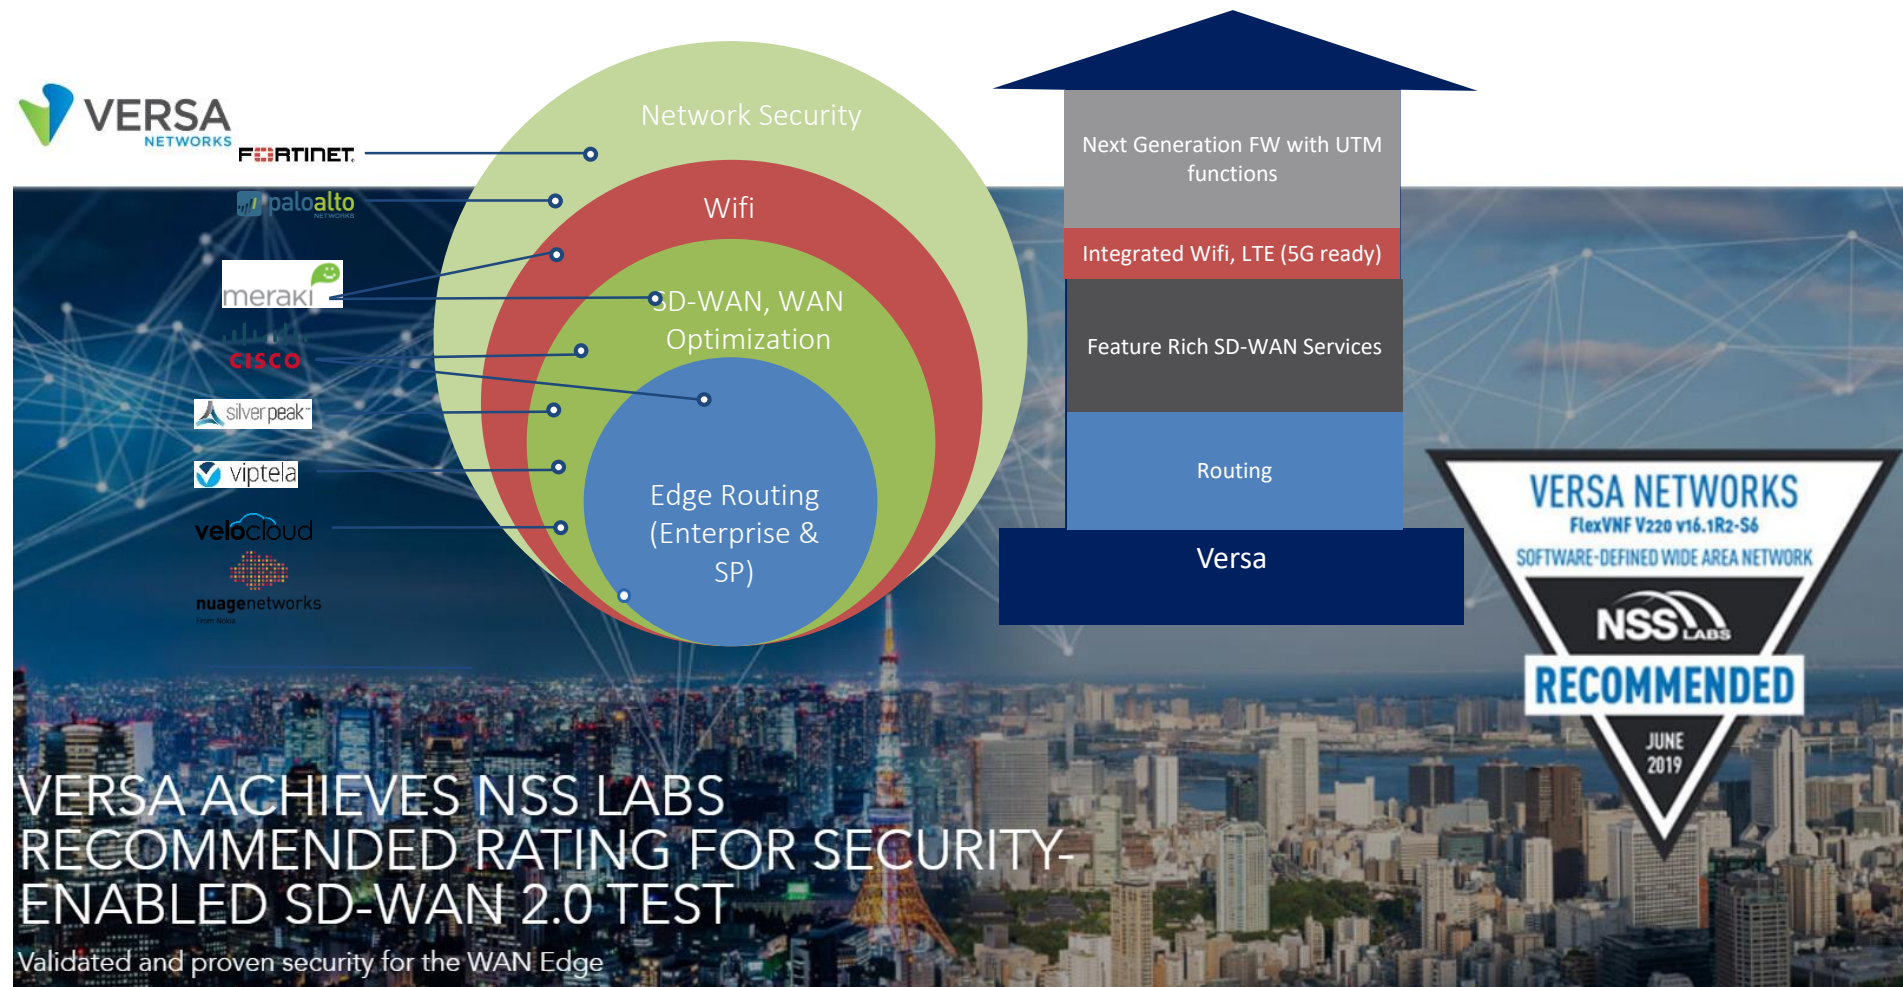 VERSA
NETWORKS
FORTINET
paloalto
NETWORKS
meraki
CISCO
silver peak
viptela
velocloud
nuagenetworks
From Nokia
Network Security
Wifi
SD-WAN, WAN
Optimization
Edge Routing
(Enterprise &
SP)
Next Generation FW with UTM
functions
Integrated Wifi, LTE (5G ready)
Feature Rich SD-WAN Services
Routing
Versa
VERSA NETWORKS
FlexVNF V220 v16.1R2-S6
SOFTWARE-DEFINED WIDE AREA NETWORK
NSS LABS
RECOMMENDED
JUNE
2019
VERSA ACHIEVES NSS LABS
RECOMMENDED RATING FOR SECURITY-
ENABLED SD-WAN 2.0 TEST
Validated and proven security for the WAN Edge